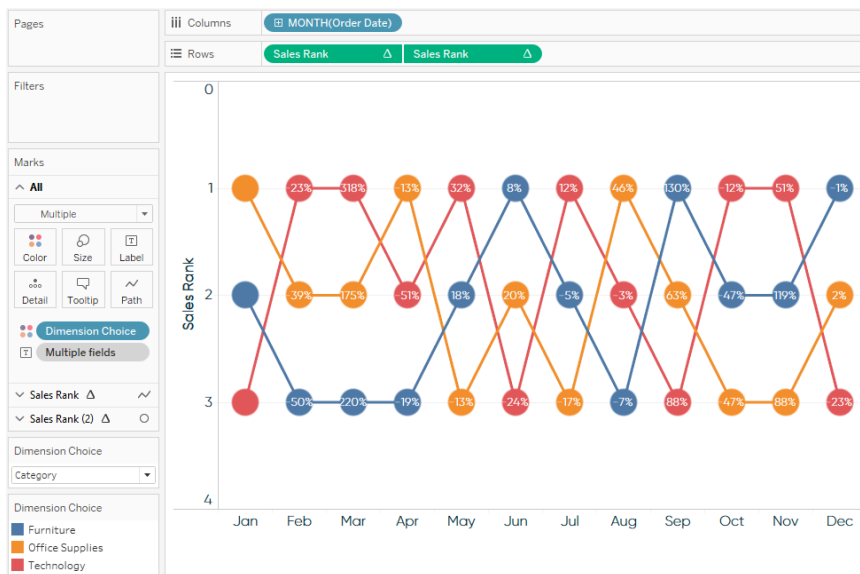 Pages
Columns
MONTH(Order Date)
Rows
Sales Rank Δ Sales Rank Δ
Filters
Marks
All
Multiple
Color Size Label
Detail Tooltip Path
Dimension Choice
Multiple fields
Sales Rank Δ
Sales Rank (2) Δ
Dimension Choice
Category
Dimension Choice
Furniture
Office Supplies
Technology
Sales Rank
0
1 -23% 318% -13% 32% 8% 12% 46% 130% -12% 51% -1%
2 -39% 175% -51% 18% 20% -5% -3% 63% -47% 119% 2%
3 -50% 220% -19% -13% -24% -17% -7% 88% -47% 88% -23%
4
Jan Feb Mar Apr May Jun Jul Aug Sep Oct Nov Dec